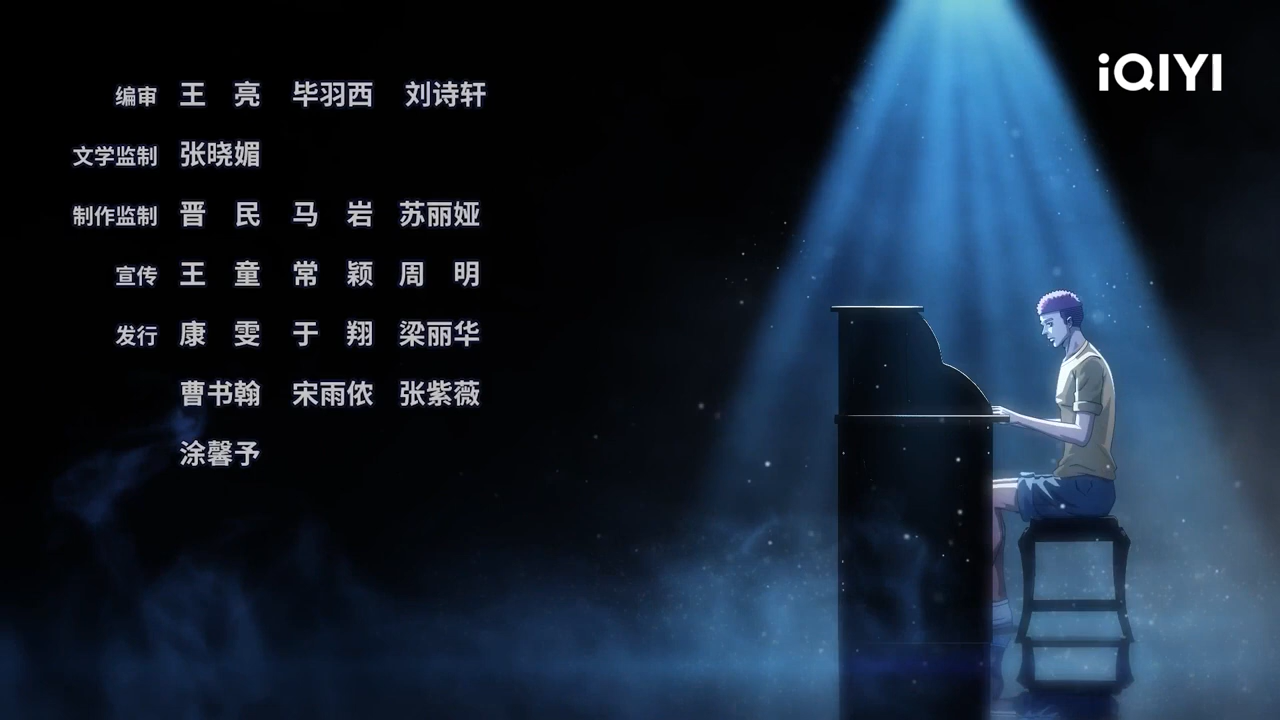 iQIYI
编审 王 亮 毕羽西 刘诗轩
文学监制 张晓媚
制作监制 晋 民 马 岩 苏丽娅
宣传 王 童 常 颖 周 明
发行 康 雯 于 翔 梁丽华
曹书翰 宋雨侬 张紫薇
涂馨予